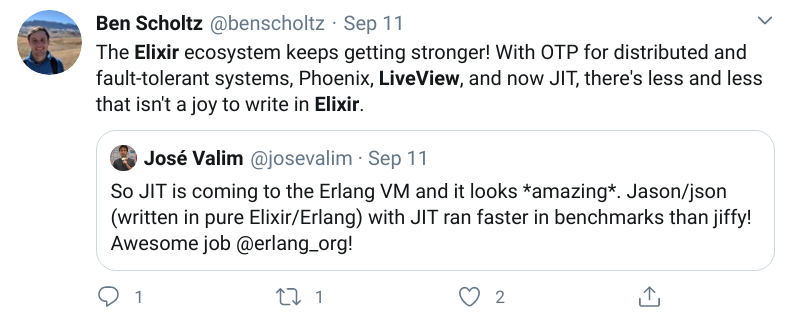 Ben Scholtz @benscholtz · Sep 11
The Elixir ecosystem keeps getting stronger! With OTP for distributed and
fault-tolerant systems, Phoenix, LiveView, and now JIT, there's less and less
that isn't a joy to write in Elixir.
José Valim @josevalim · Sep 11
So JIT is coming to the Erlang VM and it looks *amazing*. Jason/json
(written in pure Elixir/Erlang) with JIT ran faster in benchmarks than jiffy!
Awesome job @erlang_org!
1 1 2